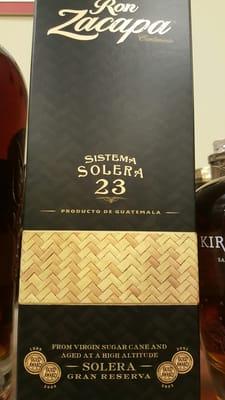 Ron
Zacapa
Centenario
SISTEMA
SOLERA
23
PRODUCTO DE GUATEMALA
KIR
SA
FROM VIRGIN SUGAR CANE AND
AGED AT A HIGH ALTITUDE
SOLERA
GRAN RESERVA